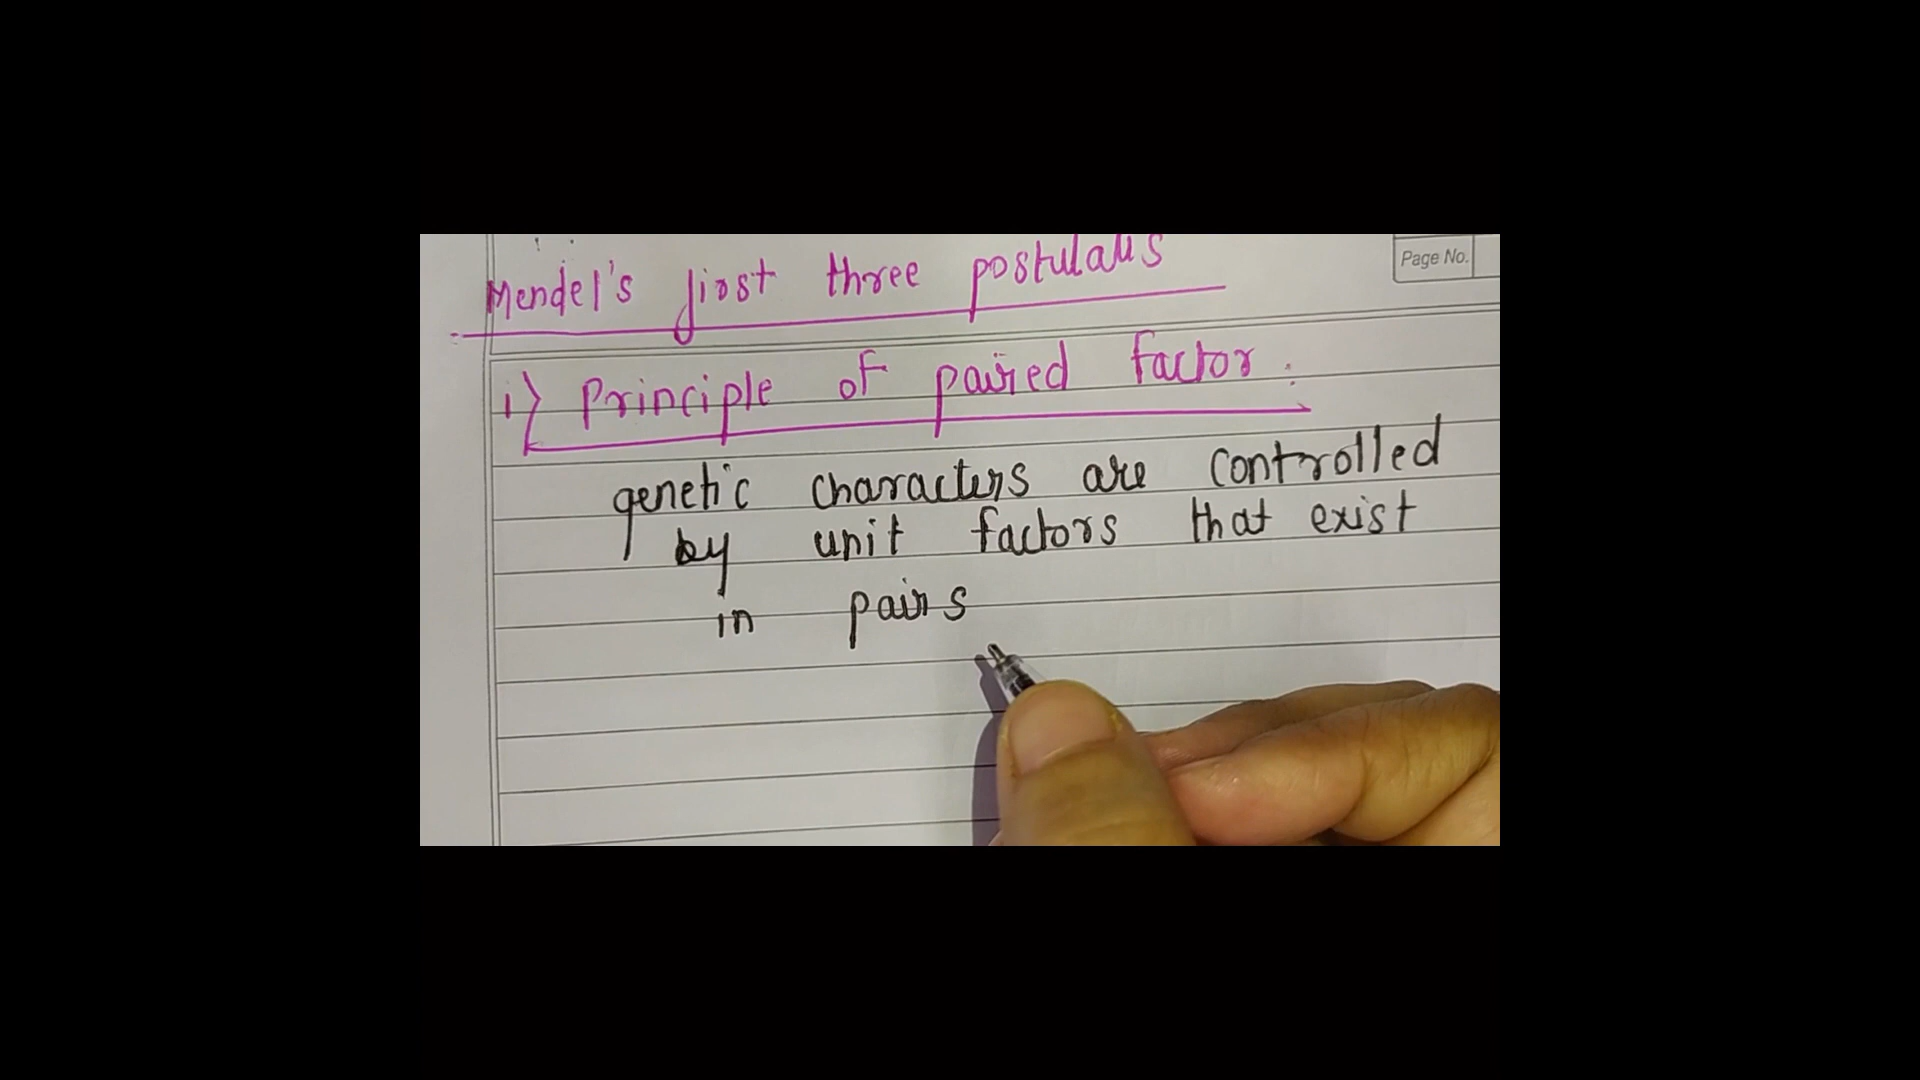 Mendel's first three postulates
Page No.
i) Principle of paired factor :
genetic characters are controlled
by unit factors that exist
in pairs